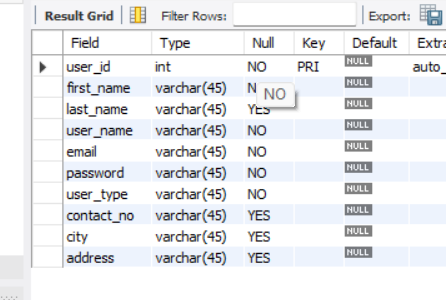 Result Grid Filter Rows: Export:
Field Type Null Key Default Extra
user_id int NO PRI NULL auto_
first_name varchar(45) NULL
NO
last_name varchar(45) YES NULL
user_name varchar(45) NO NULL
email varchar(45) NO NULL
password varchar(45) NO NULL
user_type varchar(45) NO NULL
contact_no varchar(45) YES NULL
city varchar(45) YES NULL
address varchar(45) YES NULL